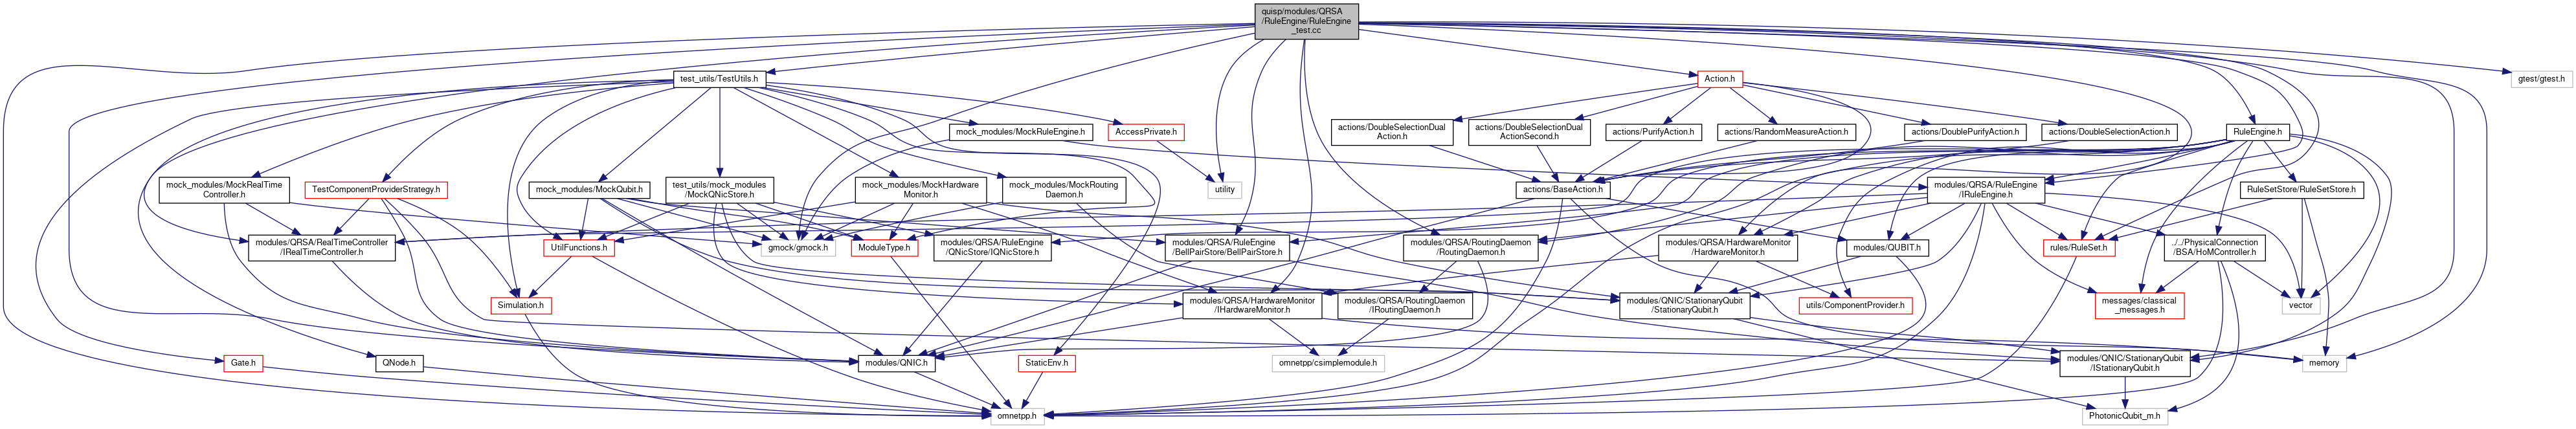 quisp/modules/QRSA
/RuleEngine/RuleEngine
_test.cc
test_utils/TestUtils.h
Action.h
gtest/gtest.h
mock_modules/MockRuleEngine.h
AccessPrivate.h
actions/DoubleSelectionDual
Action.h
actions/DoubleSelectionDual
ActionSecond.h
actions/PurifyAction.h
actions/RandomMeasureAction.h
actions/DoublePurifyAction.h
actions/DoubleSelectionAction.h
RuleEngine.h
mock_modules/MockRealTime
Controller.h
TestComponentProviderStrategy.h
mock_modules/MockQubit.h
test_utils/mock_modules
/MockQNicStore.h
mock_modules/MockHardware
Monitor.h
mock_modules/MockRouting
Daemon.h
utility
actions/BaseAction.h
modules/QRSA/RuleEngine
/IRuleEngine.h
RuleSetStore/RuleSetStore.h
modules/QRSA/RealTimeController
/IRealTimeController.h
UtilFunctions.h
gmock/gmock.h
ModuleType.h
modules/QRSA/RuleEngine
/QNicStore/IQNicStore.h
modules/QRSA/RuleEngine
/BellPairStore/BellPairStore.h
modules/QRSA/RoutingDaemon
/RoutingDaemon.h
modules/QRSA/HardwareMonitor
/HardwareMonitor.h
modules/QUBIT.h
rules/RuleSet.h
../../PhysicalConnection
/BSA/HoMController.h
Simulation.h
modules/QRSA/HardwareMonitor
/IHardwareMonitor.h
modules/QRSA/RoutingDaemon
/IRoutingDaemon.h
modules/QNIC/StationaryQubit
/StationaryQubit.h
utils/ComponentProvider.h
messages/classical
_messages.h
vector
Gate.h
QNode.h
modules/QNIC.h
StaticEnv.h
omnetpp/csimplemodule.h
modules/QNIC/StationaryQubit
/IStationaryQubit.h
memory
omnetpp.h
PhotonicQubit_m.h